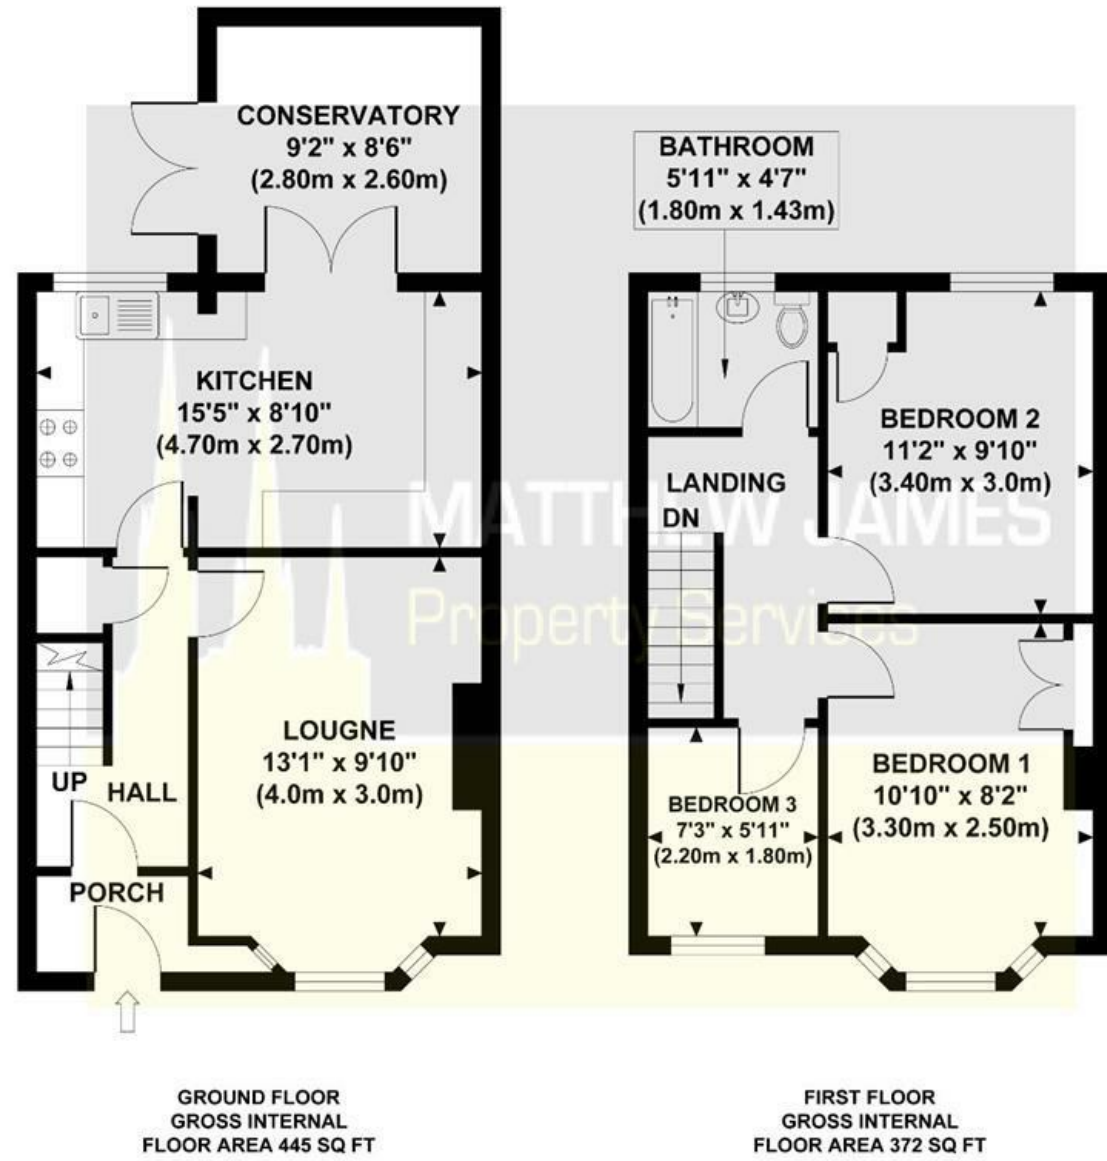 CONSERVATORY
9'2" x 8'6"
(2.80m x 2.60m)
BATHROOM
5'11" x 4'7"
(1.80m x 1.43m)
KITCHEN
15'5" x 8'10"
(4.70m x 2.70m)
BEDROOM 2
11'2" x 9'10"
(3.40m x 3.0m)
LANDING
DN
MATTHEW JAMES
Property Services
LOUGNE
13'1" x 9'10"
(4.0m x 3.0m)
UP
HALL
BEDROOM 1
10'10" x 8'2"
(3.30m x 2.50m)
BEDROOM 3
7'3" x 5'11"
(2.20m x 1.80m)
PORCH
GROUND FLOOR
GROSS INTERNAL
FLOOR AREA 445 SQ FT
FIRST FLOOR
GROSS INTERNAL
FLOOR AREA 372 SQ FT